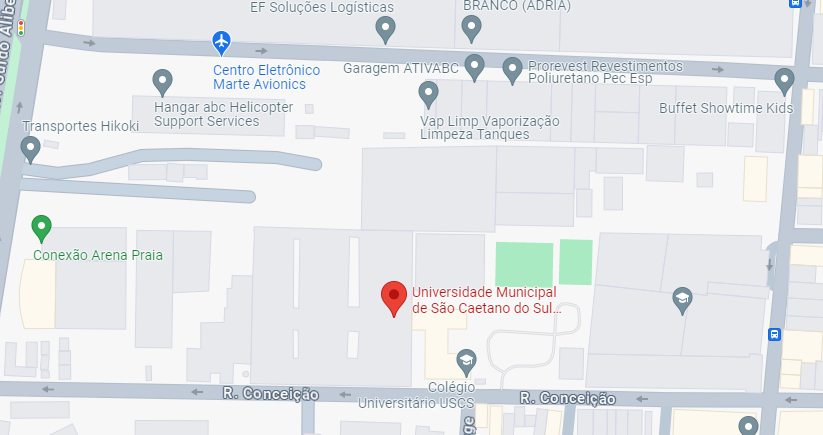 BRANCO (ADRIA)
EF Soluções Logísticas
Guido Alibe
Centro Eletrônico
Marte Avionics
Garagem ATIVABC
Prorevest Revestimentos
Poliuretano Pec Esp
Hangar abc Helicopter
Support Services
Buffet Showtime Kids
Vap Limp Vaporização
Limpeza Tanques
Transportes Hikoki
Conexão Arena Praia
Universidade Municipal
de São Caetano do Sul...
Colégio
Universitário USCS
R. Conceição
R. Conceição